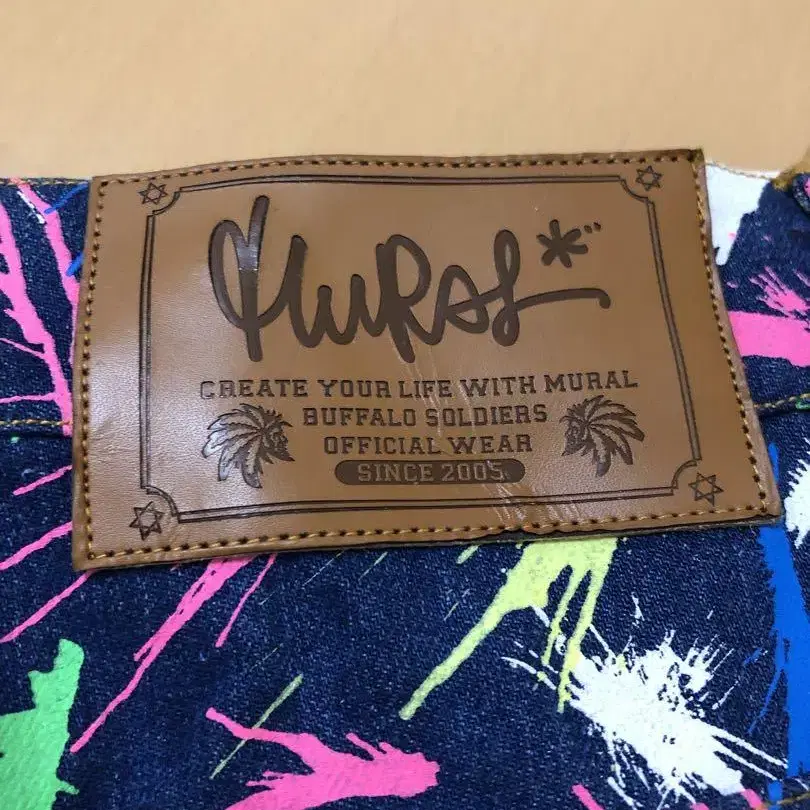 MURAL*
CREATE YOUR LIFE WITH MURAL
BUFFALO SOLDIERS
OFFICIAL WEAR
SINCE 2005